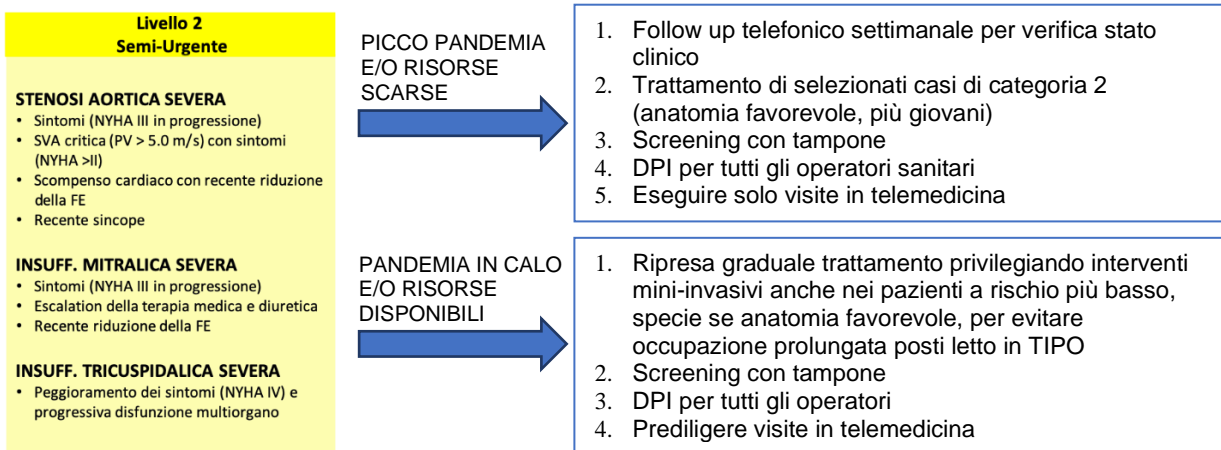 Livello 2
Semi-Urgente
STENOSI AORTICA SEVERA
• Sintomi (NYHA III in progressione)
• SVA critica (PV > 5.0 m/s) con sintomi
(NYHA >II)
• Scompenso cardiaco con recente riduzione
della FE
• Recente sincope
INSUFF. MITRALICA SEVERA
• Sintomi (NYHA III in progressione)
• Escalation della terapia medica e diuretica
• Recente riduzione della FE
INSUFF. TRICUSPIDALICA SEVERA
• Peggioramento dei sintomi (NYHA IV) e
progressiva disfunzione multiorgano
PICCO PANDEMIA
E/O RISORSE
SCARSE
1. Follow up telefonico settimanale per verifica stato
clinico
2. Trattamento di selezionati casi di categoria 2
(anatomia favorevole, più giovani)
3. Screening con tampone
4. DPI per tutti gli operatori sanitari
5. Eseguire solo visite in telemedicina
PANDEMIA IN CALO
E/O RISORSE
DISPONIBILI
1. Ripresa graduale trattamento privilegiando interventi
mini-invasivi anche nei pazienti a rischio più basso,
specie se anatomia favorevole, per evitare
occupazione prolungata posti letto in TIPO
2. Screening con tampone
3. DPI per tutti gli operatori
4. Prediligere visite in telemedicina